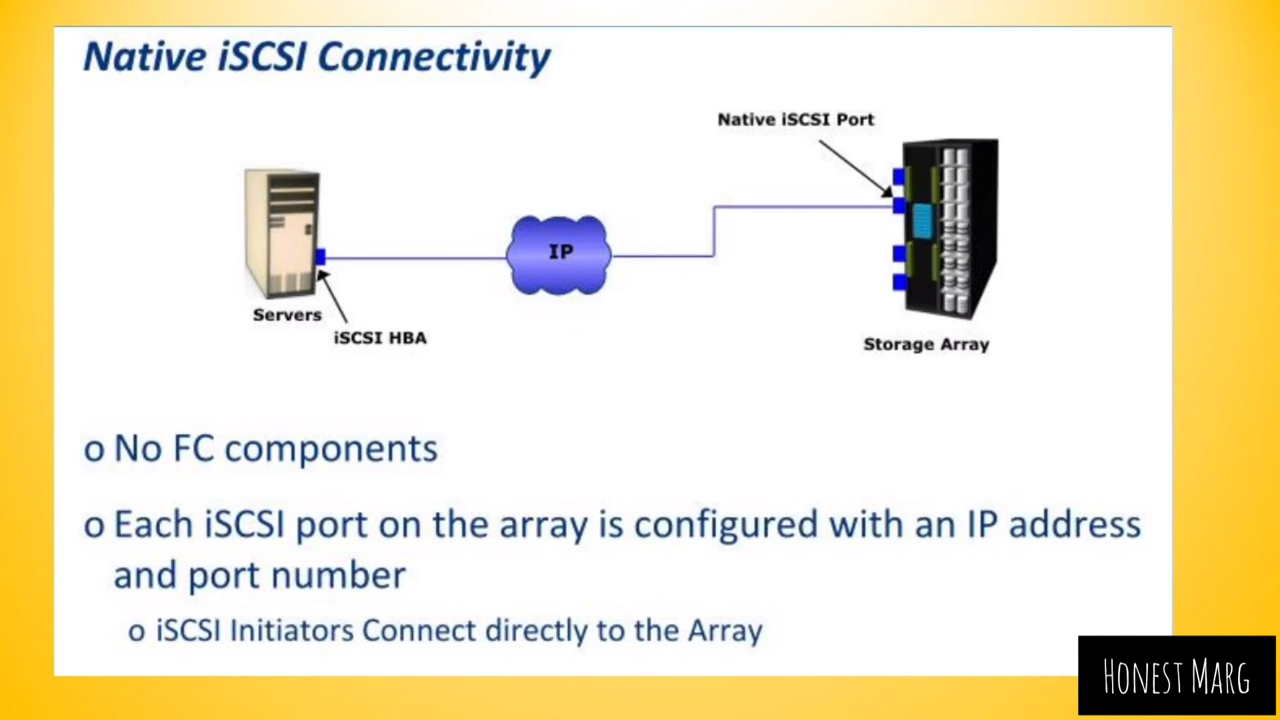 Native iSCSI Connectivity
Native iSCSI Port
IP
Servers
iSCSI HBA
Storage Array
o No FC components
o Each iSCSI port on the array is configured with an IP address
and port number
o iSCSI Initiators Connect directly to the Array
HONEST MARG